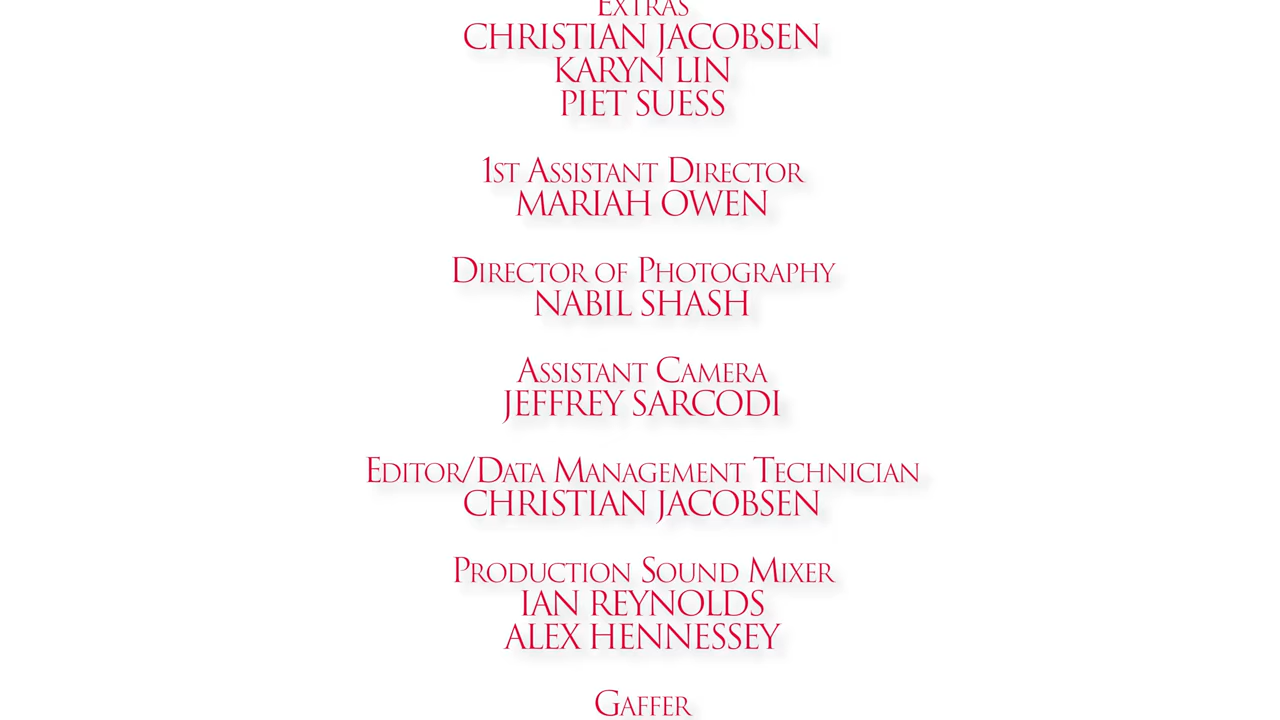 Extras
CHRISTIAN JACOBSEN
KARYN LIN
PIET SUESS
1st Assistant Director
MARIAH OWEN
Director of Photography
NABIL SHASH
Assistant Camera
JEFFREY SARCODI
Editor/Data Management Technician
CHRISTIAN JACOBSEN
Production Sound Mixer
IAN REYNOLDS
ALEX HENNESSEY
Gaffer